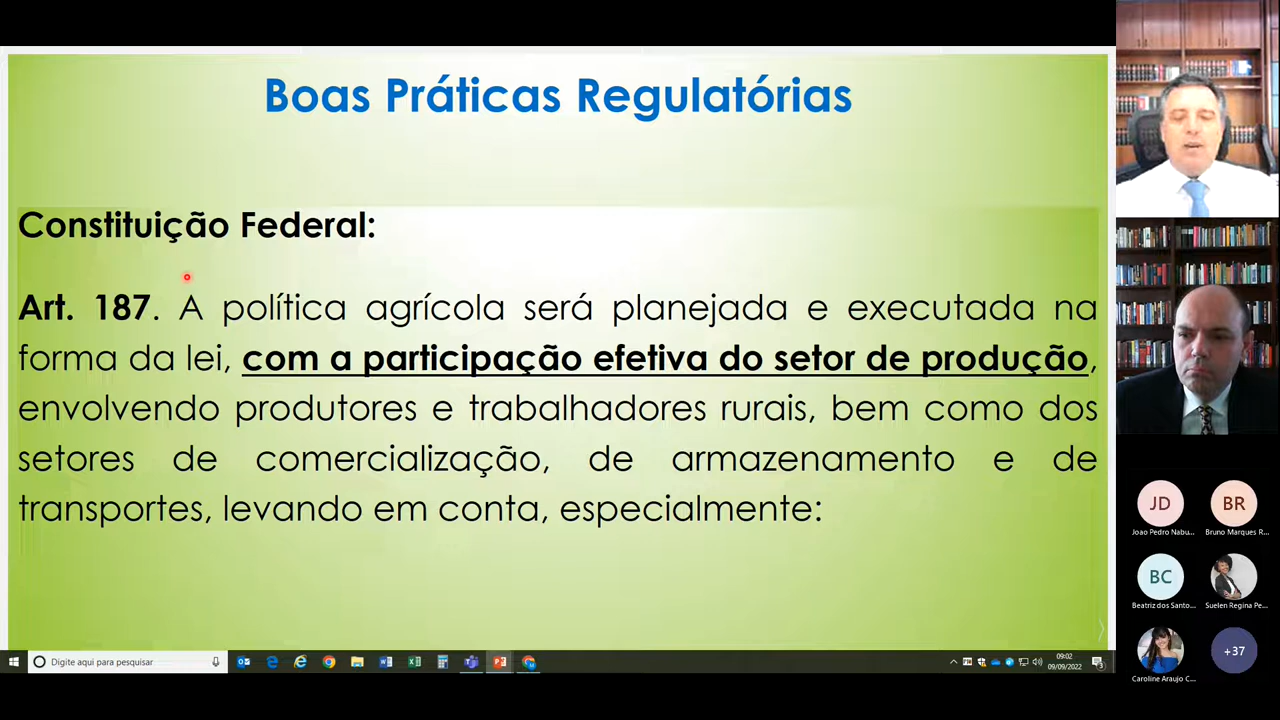 Boas Práticas Regulatórias
Constituição Federal:
Art. 187. A política agrícola será planejada e executada na
forma da lei, com a participação efetiva do setor de produção,
envolvendo produtores e trabalhadores rurais, bem como dos
setores de comercialização, de armazenamento e de
transportes, levando em conta, especialmente:
JD
BR
Joao Pedro Nabu...
Bruno Marques R...
BC
Beatriz dos Santo...
Suelen Regina Pe...
Caroline Araujo C...
+37
Digite aqui para pesquisar
09:02
09/09/2022